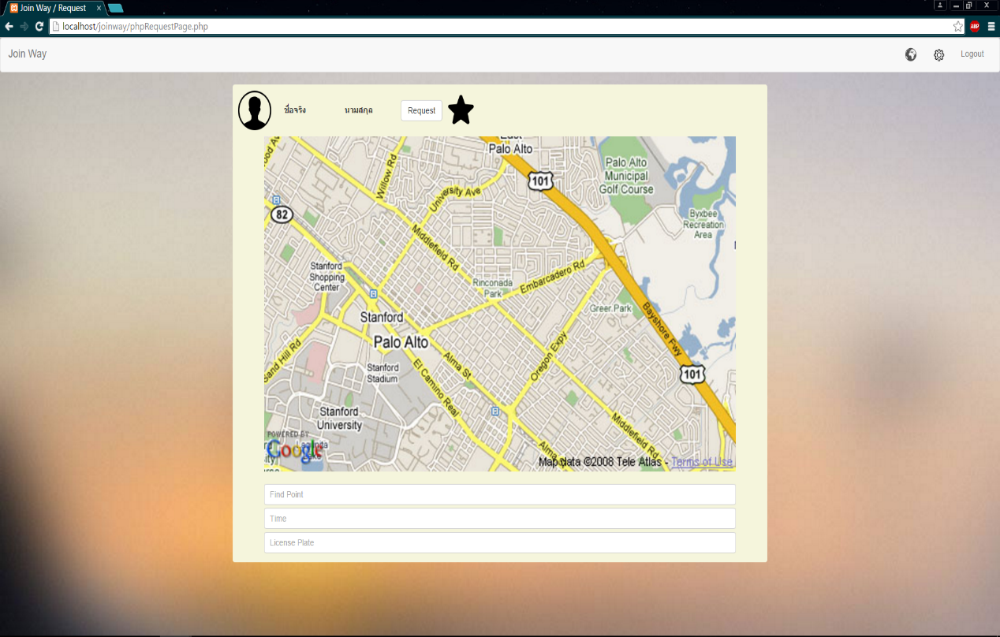 Join Way / Request
localhost/joinway/phpRequestPage.php
ABP
Join Way
Logout
ชื่อจริง
นามสกุล
Request
East
Palo Alto
101
Palo Alto
Municipal
Golf Course
Willow Rd
University Ave
82
Byxbee
Recreation
Area
Middlefield Rd
Stanford
Shopping
Center
Rinconada
Park
Embarcadero Rd
Greer Park
Stanford
Palo Alto
Bayshore Fwy
Oregon Expy
Sand Hill Rd
Alma St
Stanford
Stadium
El Camino Real
101
Stanford
University
Middlefield Rd
POWERED BY
Google
Alma
Map data ©2008 Tele Atlas - Terms of Use
Find Point
Time
License Plate